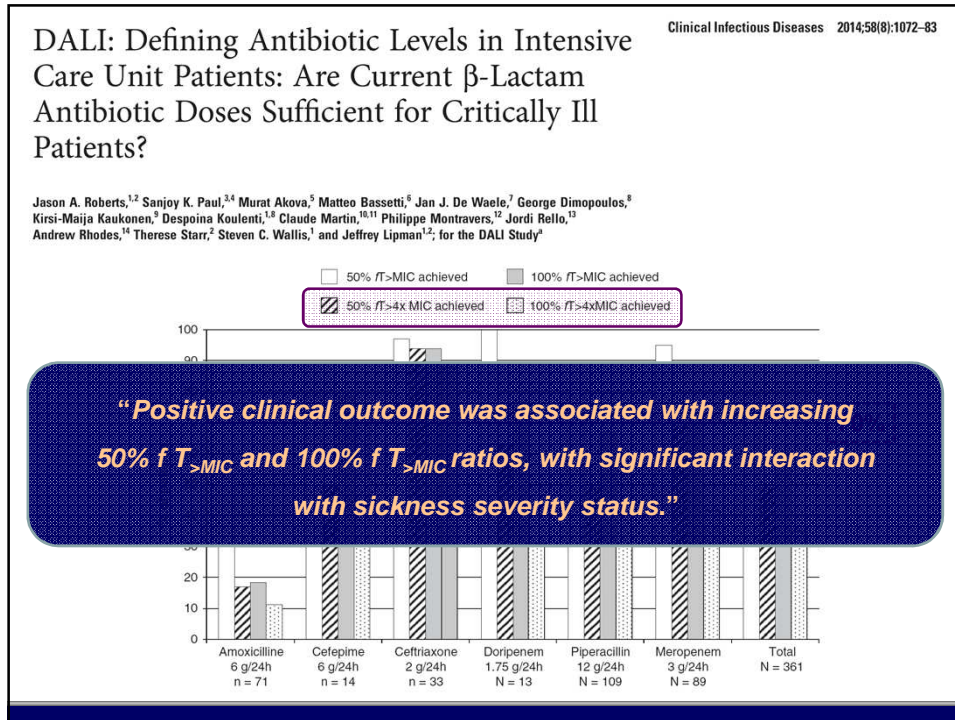 DALI: Defining Antibiotic Levels in Intensive
Care Unit Patients: Are Current β-Lactam
Antibiotic Doses Sufficient for Critically Ill
Patients?
Clinical Infectious Diseases 2014;58(8):1072–83
Jason A. Roberts,1,2 Sanjoy K. Paul,3,4 Murat Akova,5 Matteo Bassetti,6 Jan J. De Waele,7 George Dimopoulos,8
Kirsi-Maija Kaukonen,9 Despoina Koulenti,1,8 Claude Martin,10,11 Philippe Montravers,12 Jordi Rello,13
Andrew Rhodes,14 Therese Starr,2 Steven C. Wallis,1 and Jeffrey Lipman1,2; for the DALI Studya
50% fT>MIC achieved 100% fT>MIC achieved
50% fT>4x MIC achieved 100% fT>4xMIC achieved
100
“Positive clinical outcome was associated with increasing
50% f T>MIC and 100% f T>MIC ratios, with significant interaction
with sickness severity status.”
20
10
0
Amoxicilline Cefepime Ceftriaxone Doripenem Piperacillin Meropenem Total
6 g/24h 6 g/24h 2 g/24h 1.75 g/24h 12 g/24h 3 g/24h N = 361
n = 71 n = 14 n = 33 N = 13 N = 109 N = 89